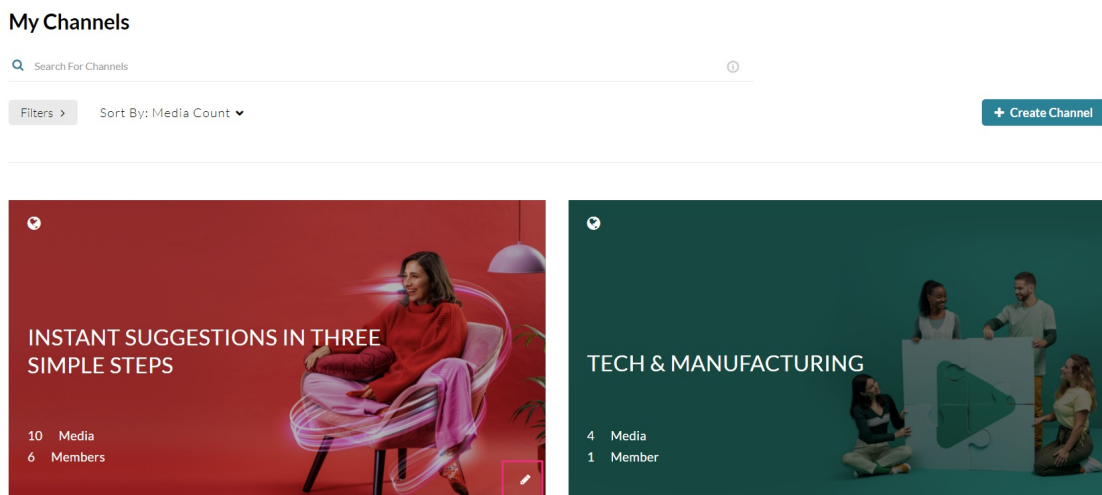 My Channels
Search For Channels
Filters >
Sort By: Media Count
+ Create Channel
INSTANT SUGGESTIONS IN THREE
SIMPLE STEPS
10 Media
6 Members
TECH & MANUFACTURING
4 Media
1 Member